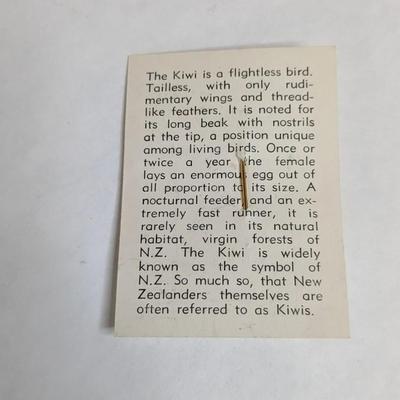 The Kiwi is a flightless bird.
Tailless, with only rudi-
mentary wings and thread-
like feathers. It is noted for
its long beak with nostrils
at the tip, a position unique
among living birds. Once or
twice a year the female
lays an enormous egg out of
all proportion to its size. A
nocturnal feeder and an ex-
tremely fast runner, it is
rarely seen in its natural
habitat, virgin forests of
N.Z. The Kiwi is widely
known as the symbol of
N.Z. So much so, that New
Zealanders themselves are
often referred to as Kiwis.